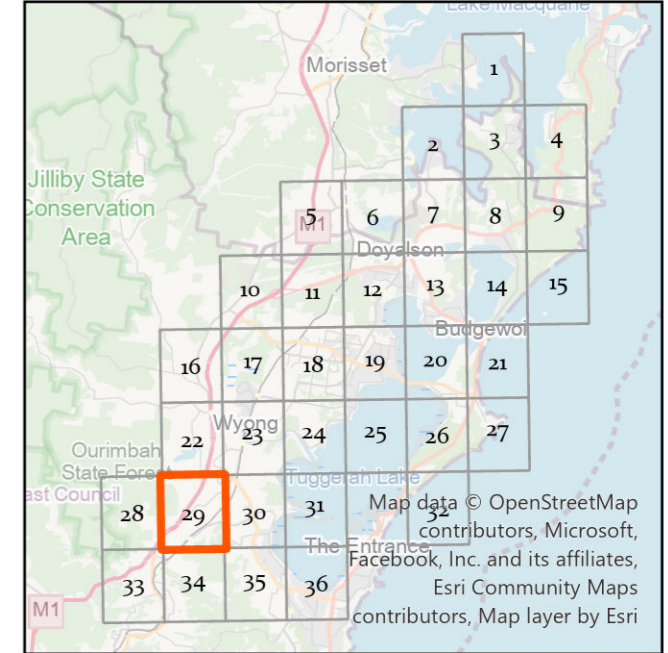 Lake Macquarie
Morisset
1
2
3
4
Jilliby State
Conservation
Area
5
M1
6
7
8
9
Doyalson
10
11
12
13
14
15
Budgewoi
16
17
18
19
20
21
Wyong
22
23
24
25
26
27
Ourimbah
State Forest
ast Council
Tuggerah Lake
28
29
30
31
32
Map data © OpenStreetMap
contributors, Microsoft,
The Entrance
Facebook, Inc. and its affiliates,
Esri Community Maps
contributors, Map layer by Esri
33
34
35
36
M1